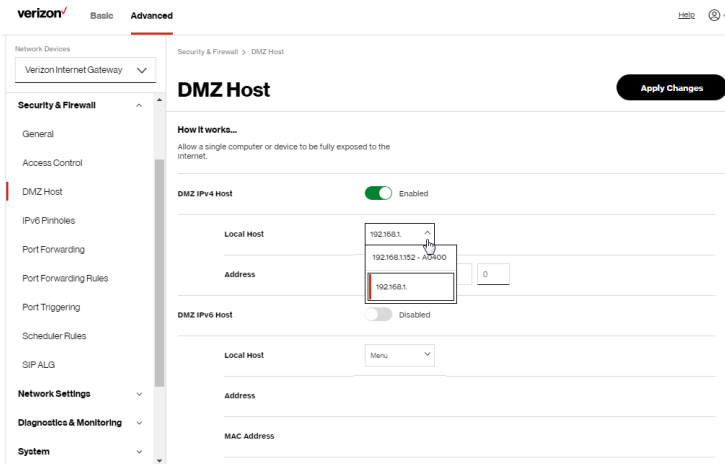 verizon✓
Basic
Advanced
Help
Network Devices
Verizon Internet Gateway
Security & Firewall
General
Access Control
DMZ Host
IPv6 Pinholes
Port Forwarding
Port Forwarding Rules
Port Triggering
Scheduler Rules
SIP ALG
Network Settings
Diagnostics & Monitoring
System
Security & Firewall > DMZ Host
DMZ Host
Apply Changes
How it works...
Allow a single computer or device to be fully exposed to the
Internet.
DMZ IPv4 Host
Enabled
Local Host
192.168.1.
192.168.1.152 - A0400
192.168.1.
Address
0
DMZ IPv6 Host
Disabled
Local Host
Menu
Address
MAC Address